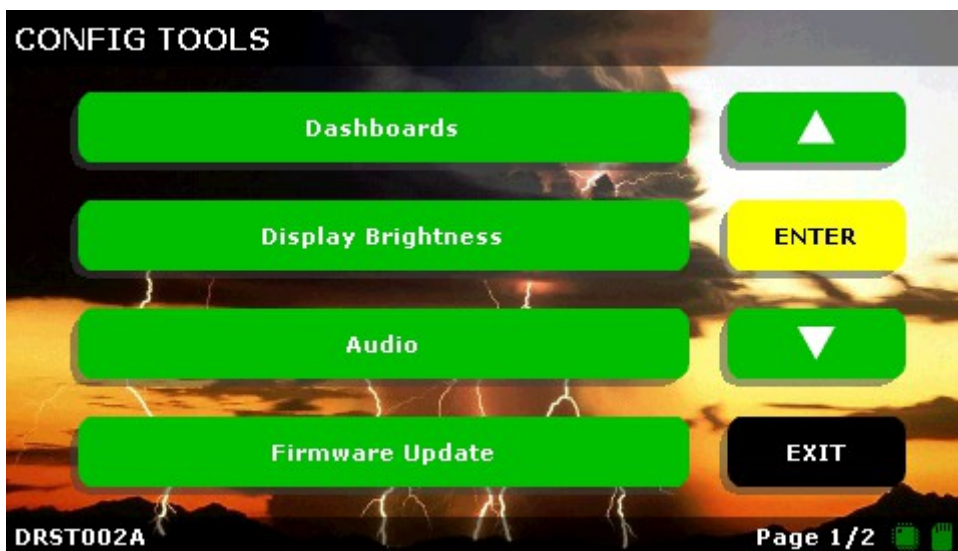 CONFIG TOOLS
Dashboards
Display Brightness
ENTER
Audio
Firmware Update
EXIT
DRST002A
Page 1/2